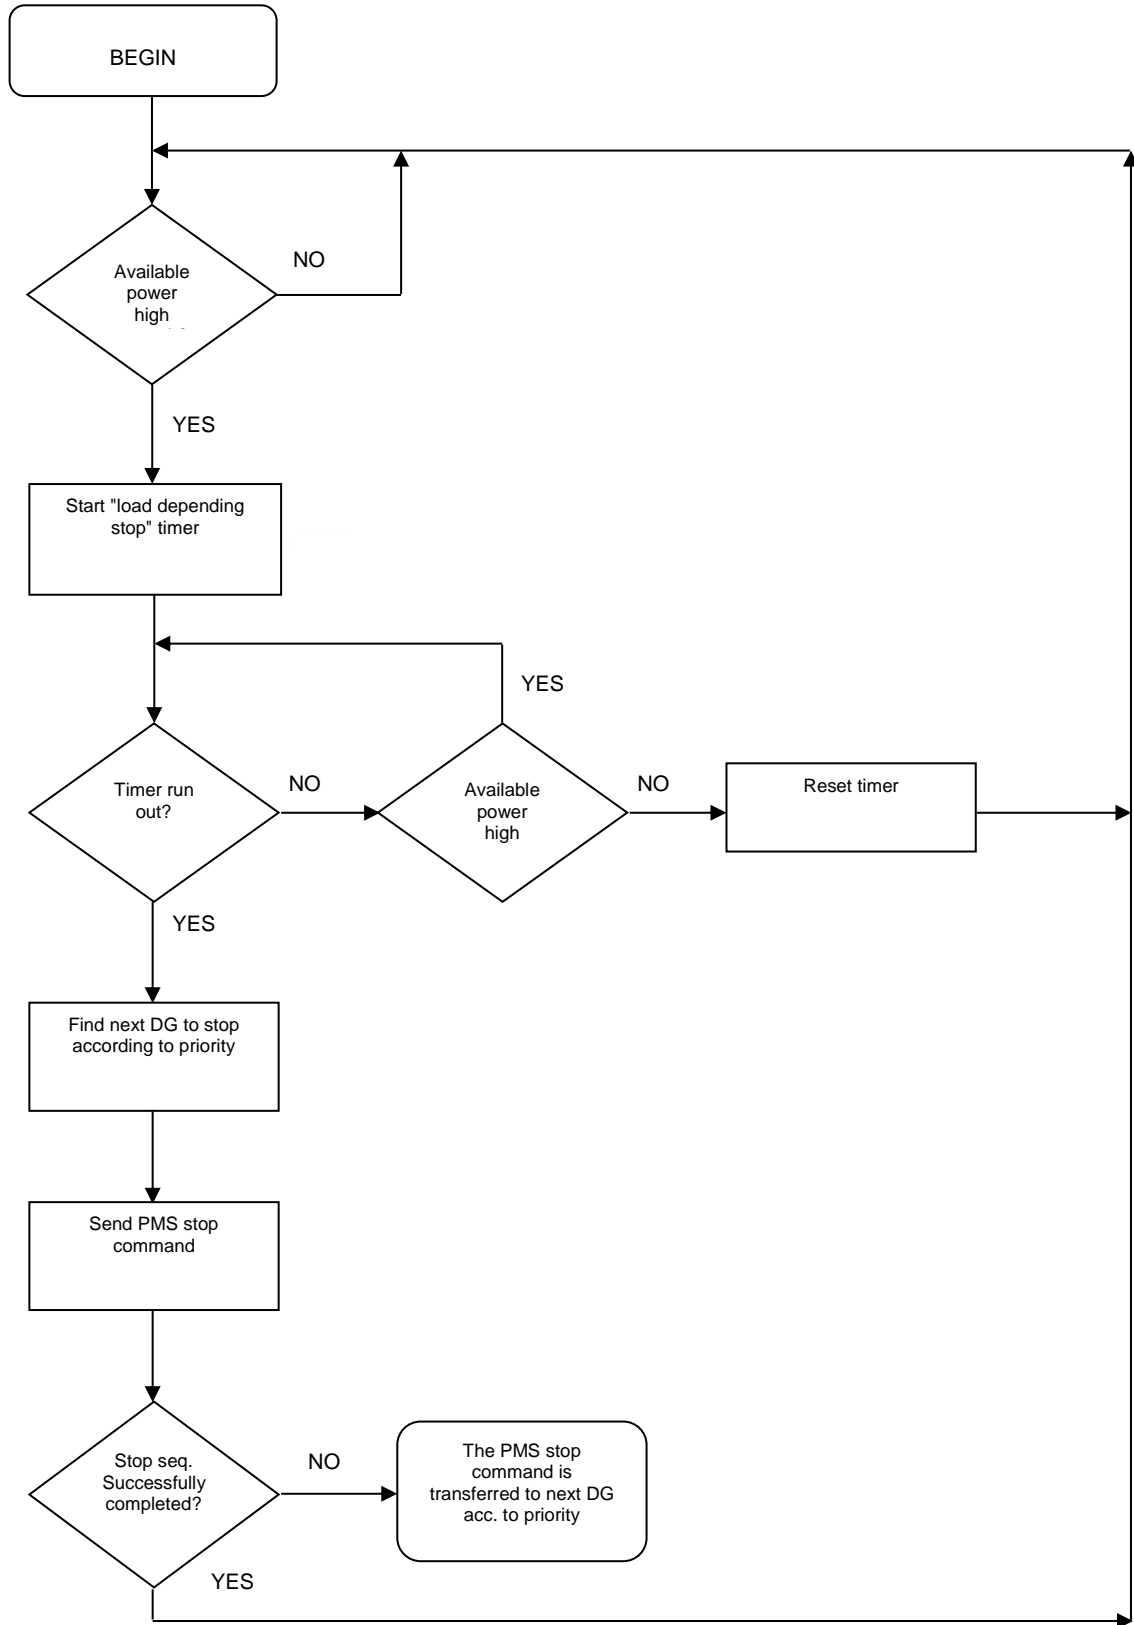 BEGIN
Available
power
high
NO
YES
Start "load depending
stop" timer
YES
Timer run
out?
NO
Available
power
high
NO
Reset timer
YES
Find next DG to stop
according to priority
Send PMS stop
command
Stop seq.
Successfully
completed?
NO
The PMS stop
command is
transferred to next DG
acc. to priority
YES